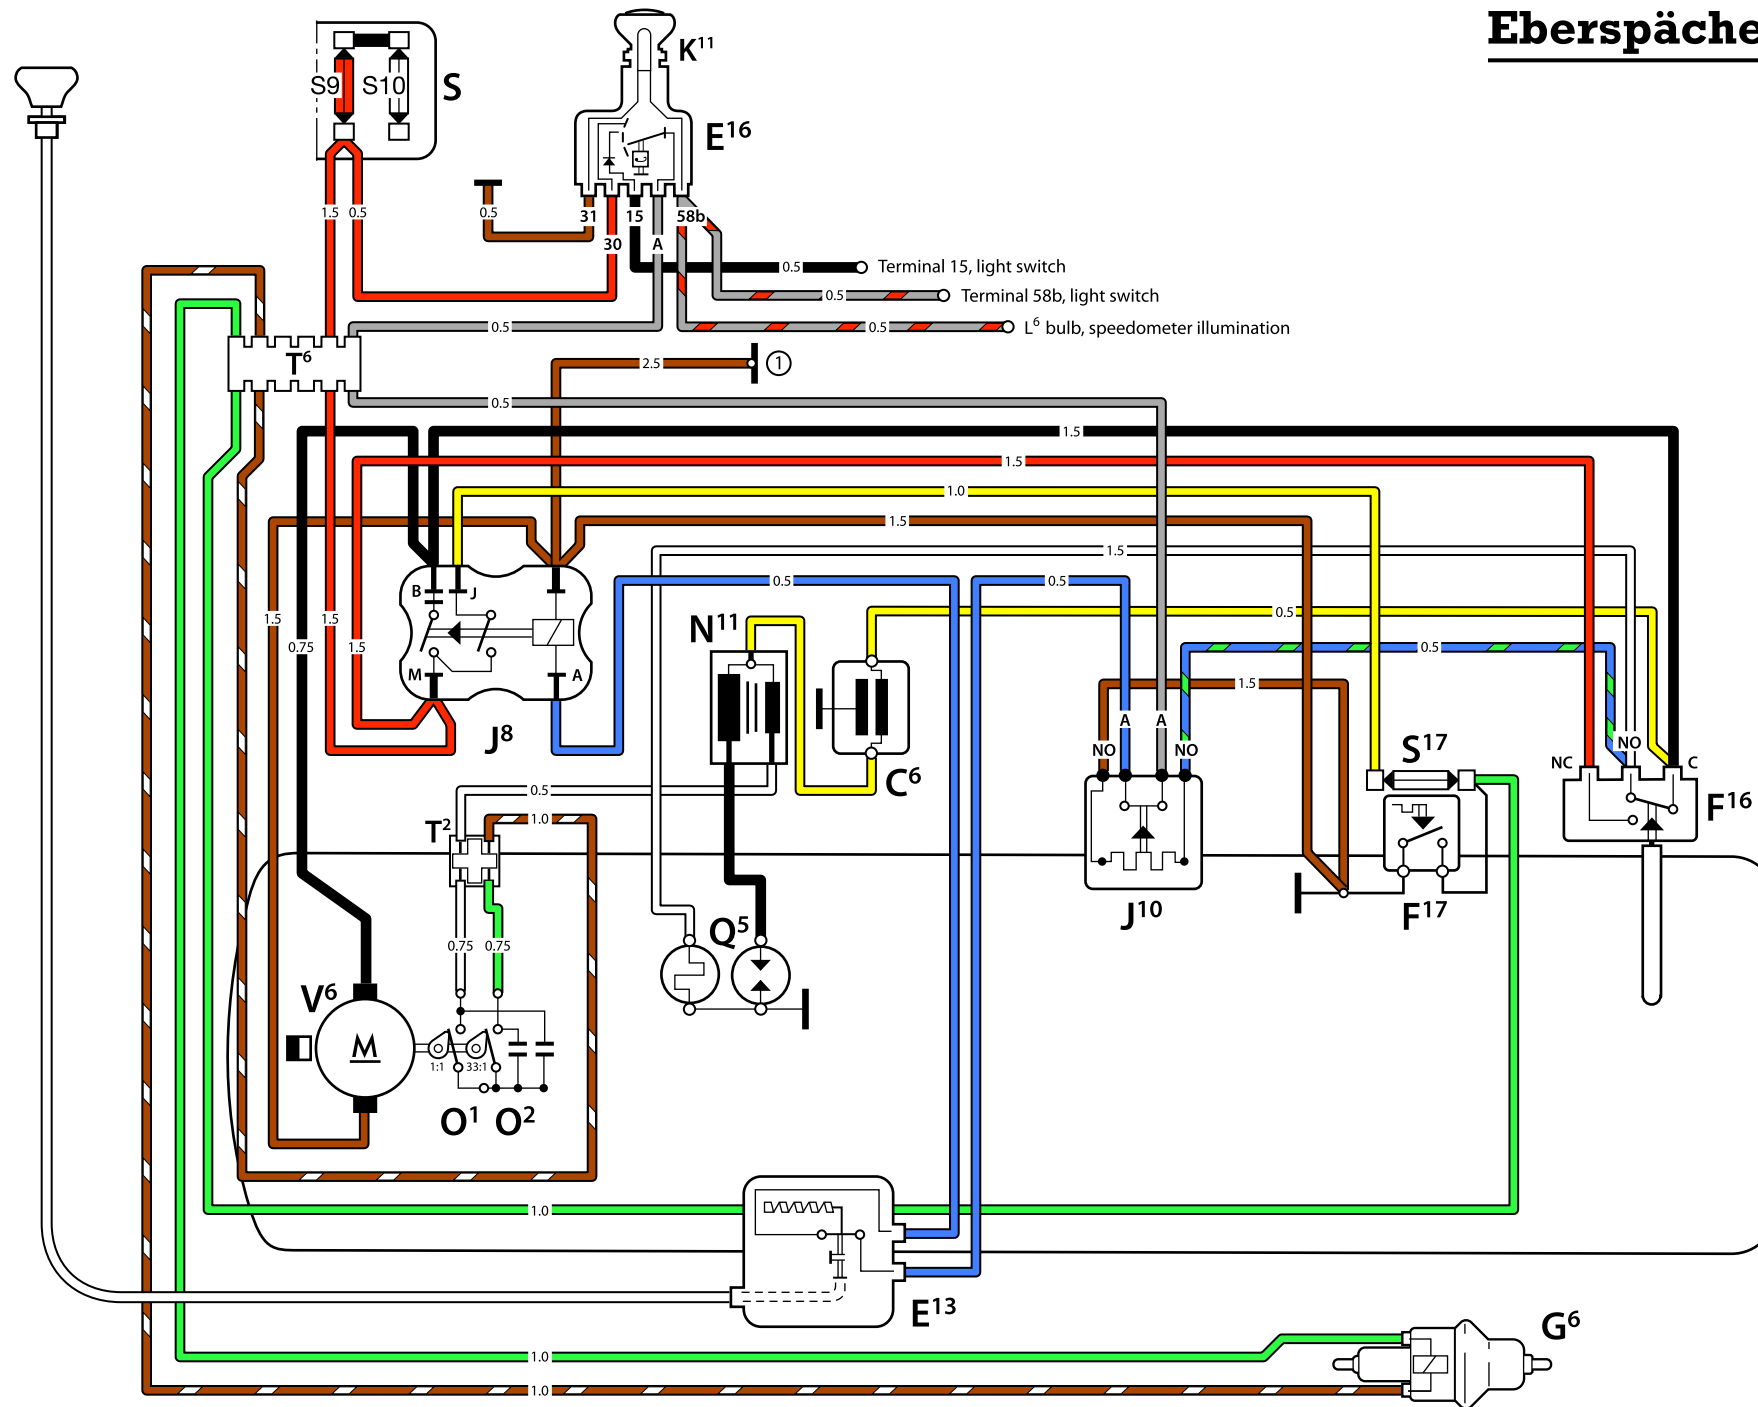 Eberspäche
K11
S9 S10 S
E16
1.5 0.5
0.5
31 15 58b
30 A
0.5 Terminal 15, light switch
0.5 Terminal 58b, light switch
0.5 0.5 L6 bulb, speedometer illumination
T6
2.5 1
0.5
1.5
1.5
1.0
1.5
1.5
0.5 0.5
B J
1.5 1.5 0.5
N11
0.75 1.5 0.5
M A
1.5
A A
J8
NO NO
S17
NO
NC C
C6
0.5
F16
T2 1.0
J10 F17
Q5
0.75 0.75
V6
M
1:1 33:1
O1 O2
1.0
E13
G6
1.0
1.0